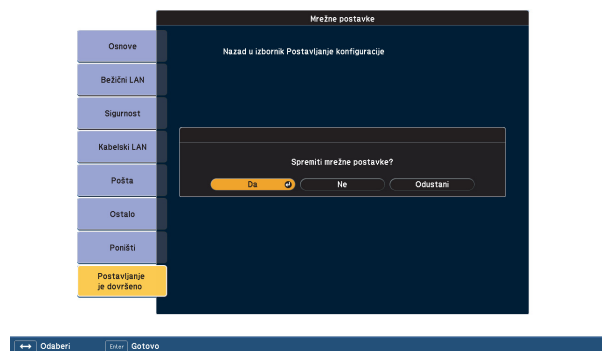 Mrežne postavke
Osnove
Nazad u izbornik Postavljanje konfiguracije
Bežični LAN
Sigurnost
Kabelski LAN
Spremiti mrežne postavke?
Pošta
Da
Ne
Odustani
Ostalo
Poništi
Postavljanje
je dovršeno
Odaberi
Enter Gotovo